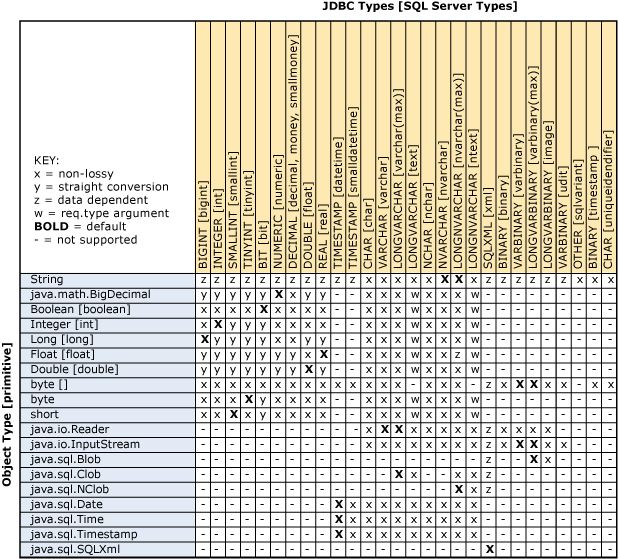 JDBC Types [SQL Server Types]
KEY:
x = non-lossy
y = straight conversion
z = data dependent
w = req.type argument
BOLD = default
- = not supported
BIGINT [bigint]
INTEGER [int]
SMALLINT [smallint]
TINYINT [tinyint]
BIT [bit]
NUMERIC [numeric]
DECIMAL [decimal, money, smallmoney]
DOUBLE [float]
REAL [real]
TIMESTAMP [datetime]
TIMESTAMP [smalldatetime]
CHAR [char]
VARCHAR [varchar]
LONGVARCHAR [varchar(max)]
LONGVARCHAR [text]
NCHAR [nchar]
NVARCHAR [nvarchar]
LONGNVARCHAR [nvarchar(max)]
LONGNVARCHAR [ntext]
SQLXML [xml]
BINARY [binary]
VARBINARY [varbinary]
LONGVARBINARY [varbinary(max)]
LONGVARBINARY [image]
VARBINARY [udit]
OTHER [sqlvariant]
BINARY [timestamp ]
CHAR [uniqueidendifier]
Object Type [primitive]
String z z z z z z z z z z z x x x x x x x x z z z z z z x x x
java.math.BigDecimal y y y y y x x y y - - x x x w x x x w - - - - - - - - -
Boolean [boolean] x x x x x x x x x - - x x x w x x x w - - - - - - - - -
Integer [int] x x y y y x x x x - - x x x w x x x w - - - - - - - - -
Long [long] x y y y y x x y y - - x x x w x x x w - - - - - - - - -
Float [float] y y y y y y y x x - - x x x w x x z w - - - - - - - - -
Double [double] y y y y y y y x y - - x x x w x x x w - - - - - - - - -
byte [] x x x x x x x x x x x x x x - x x x - z x x x x x - x x
byte x x x x y x x x x - - x x x w x x x w - - - - - - - - -
short x x x x y x x x x - - x x x w x x x w - - - - - - - - -
java.io.Reader - - - - - - - - - - - x x x x x x x x z x x x x - - - -
java.io.InputStream - - - - - - - - - - - x x x x x x x x z x x x x x - - -
java.sql.Blob - - - - - - - - - - - - - - - - - - - z - - x x - - - -
java.sql.Clob - - - - - - - - - - - - - x x - - x x z - - - - - - - -
java.sql.NClob - - - - - - - - - - - - - - - - - x x z - - - - - - - -
java.sql.Date - - - - - - - - - x x x x x x x x x x - - - - - - - - -
java.sql.Time - - - - - - - - - x x x x x x x x x x - - - - - - - - -
java.sql.Timestamp - - - - - - - - - x x x x x x x x x x - - - - - - - - -
java.sql.SQLXml - - - - - - - - - - - - - - - - - - - x - - - - - - - -